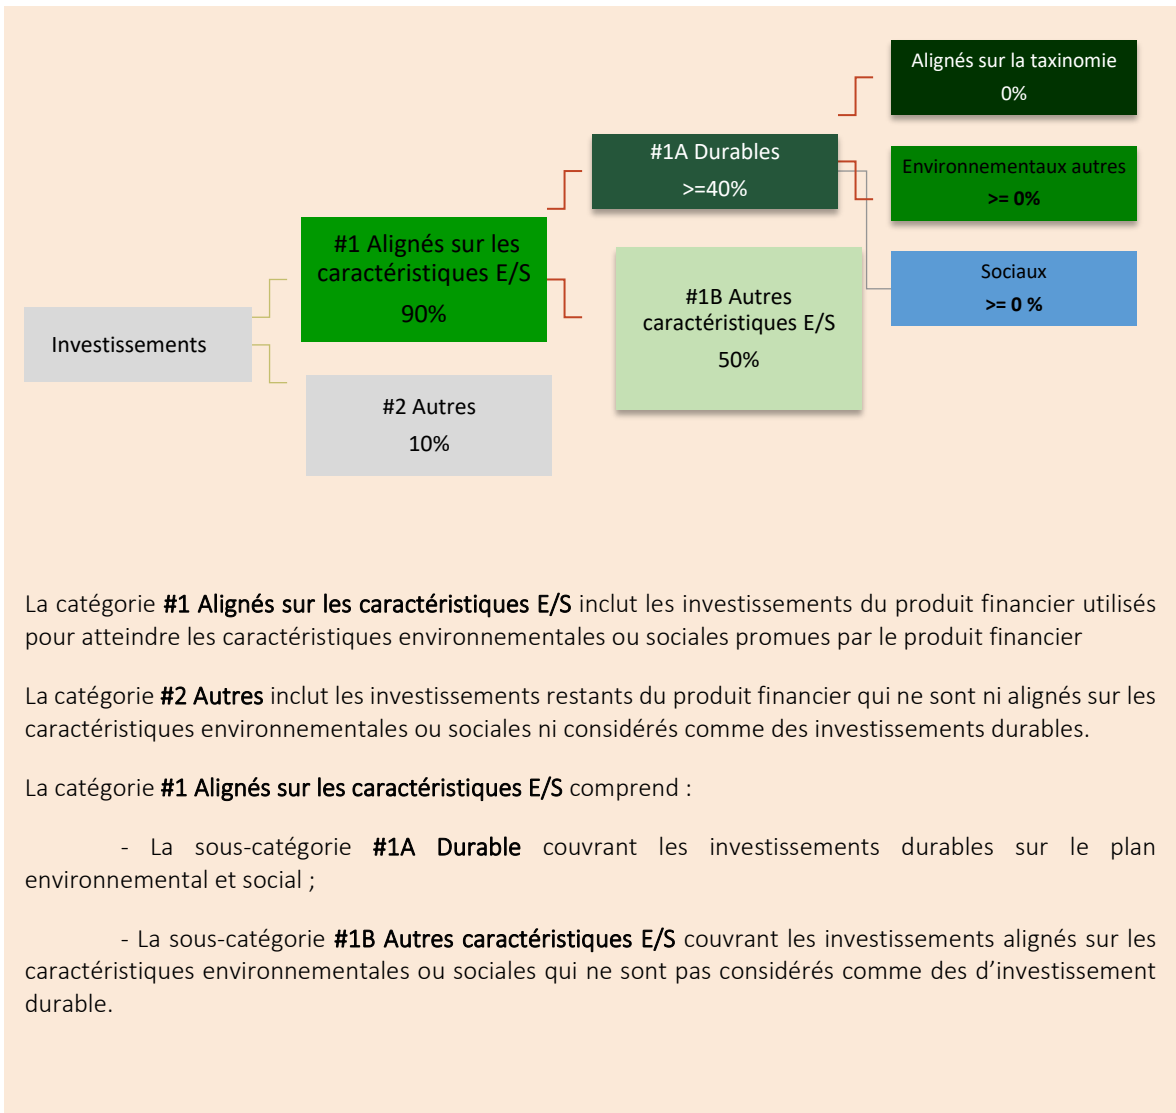 Alignés sur la taxinomie
0%
#1A Durables
>=40%
Environnementaux autres
>= 0%
#1 Alignés sur les
caractéristiques E/S
90%
Sociaux
>= 0 %
#1B Autres
caractéristiques E/S
50%
Investissements
#2 Autres
10%
La catégorie #1 Alignés sur les caractéristiques E/S inclut les investissements du produit financier utilisés
pour atteindre les caractéristiques environnementales ou sociales promues par le produit financier
La catégorie #2 Autres inclut les investissements restants du produit financier qui ne sont ni alignés sur les
caractéristiques environnementales ou sociales ni considérés comme des investissements durables.
La catégorie #1 Alignés sur les caractéristiques E/S comprend :
- La sous-catégorie #1A Durable couvrant les investissements durables sur le plan
environnemental et social ;
- La sous-catégorie #1B Autres caractéristiques E/S couvrant les investissements alignés sur les
caractéristiques environnementales ou sociales qui ne sont pas considérés comme des d’investissement
durable.